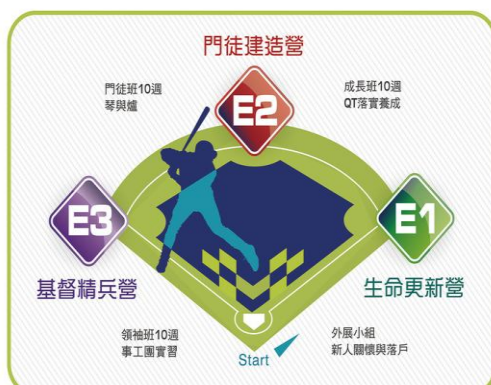 門徒建造營
門徒班10週
琴與爐
E2
成長班10週
QT落實養成
E3
基督精兵營
E1
生命更新營
領袖班10週
事工團實習
Start
外展小組
新人關懷與落戶